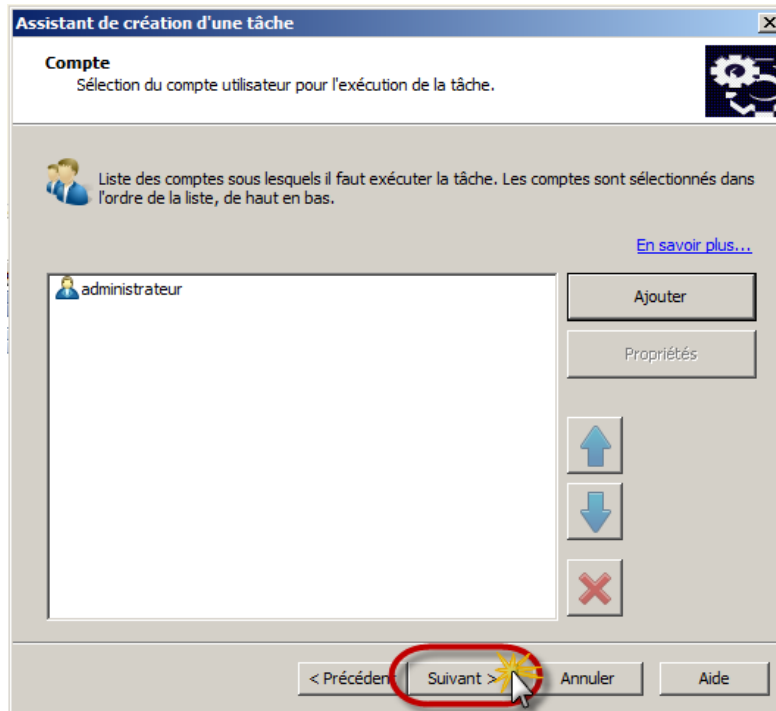 Assistant de création d'une tâche
Compte
Sélection du compte utilisateur pour l'exécution de la tâche.
Liste des comptes sous lesquels il faut exécuter la tâche. Les comptes sont sélectionnés dans
l'ordre de la liste, de haut en bas.
En savoir plus...
administrateur
Ajouter
Propriétés
< Précéden
Suivant >
Annuler
Aide